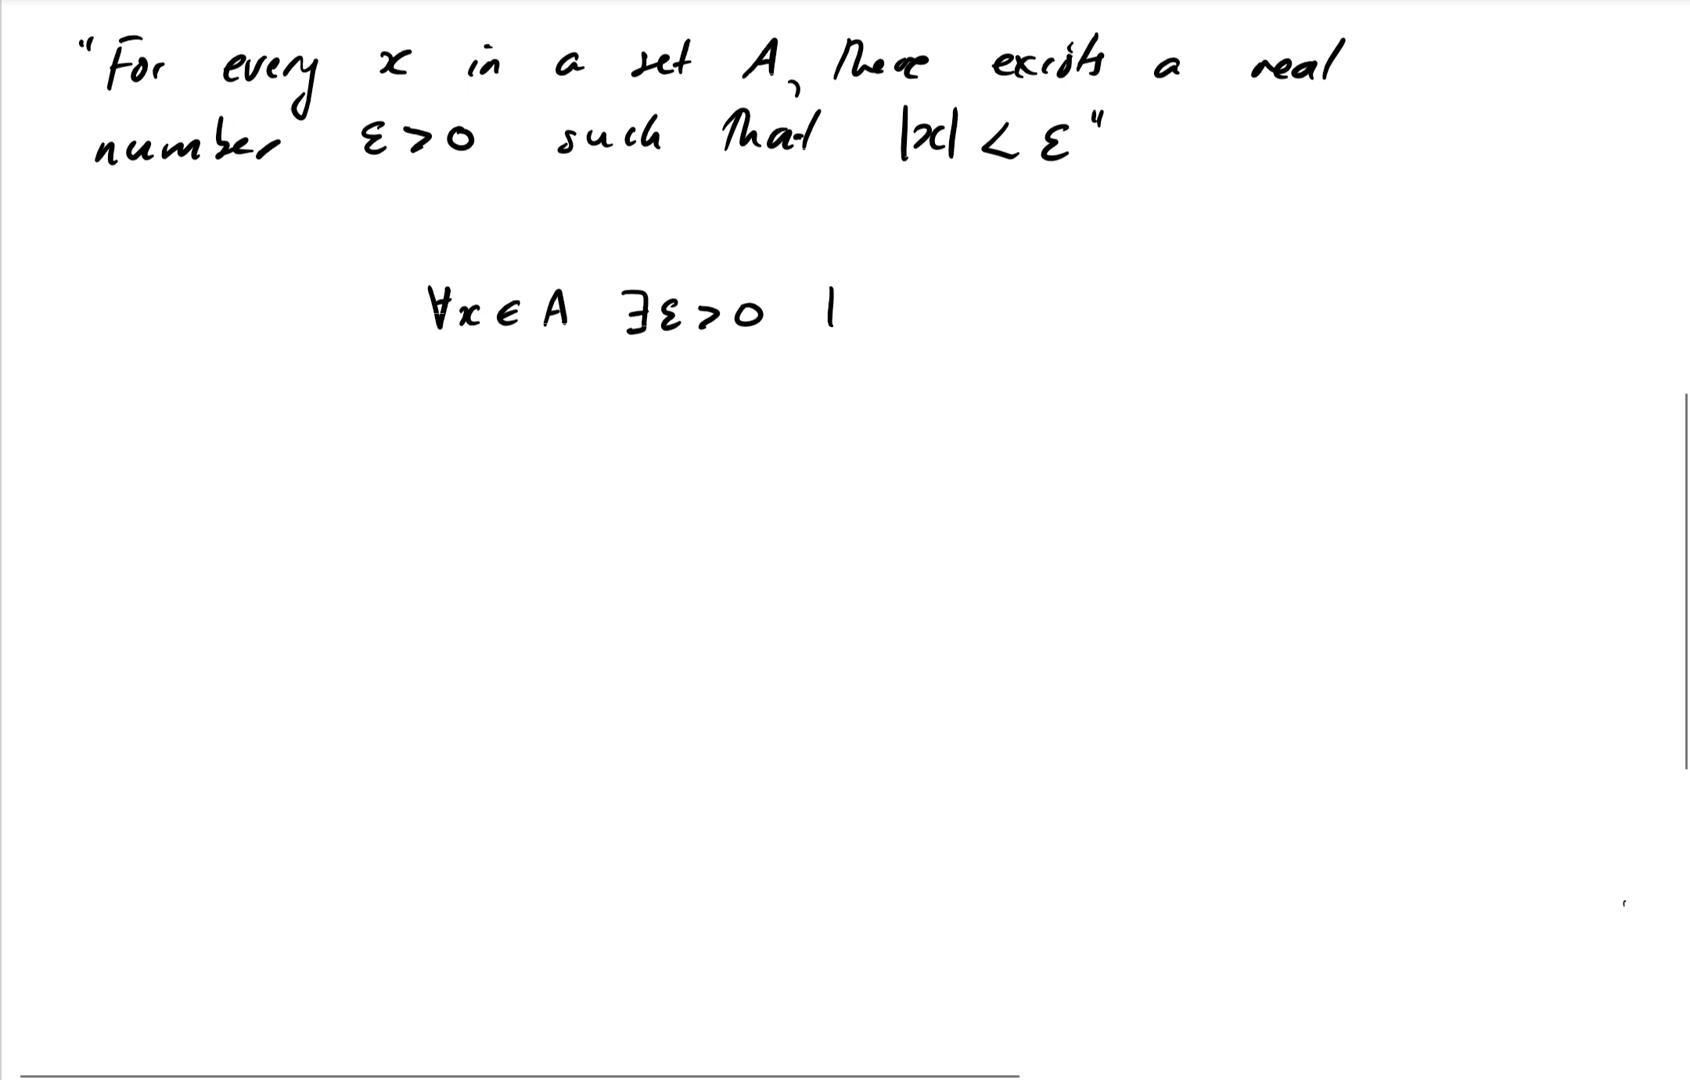 "For every x in a set A, there exists a real
number ε>0 such that |x| < ε"
∀x ∈ A ∃ε>0 |